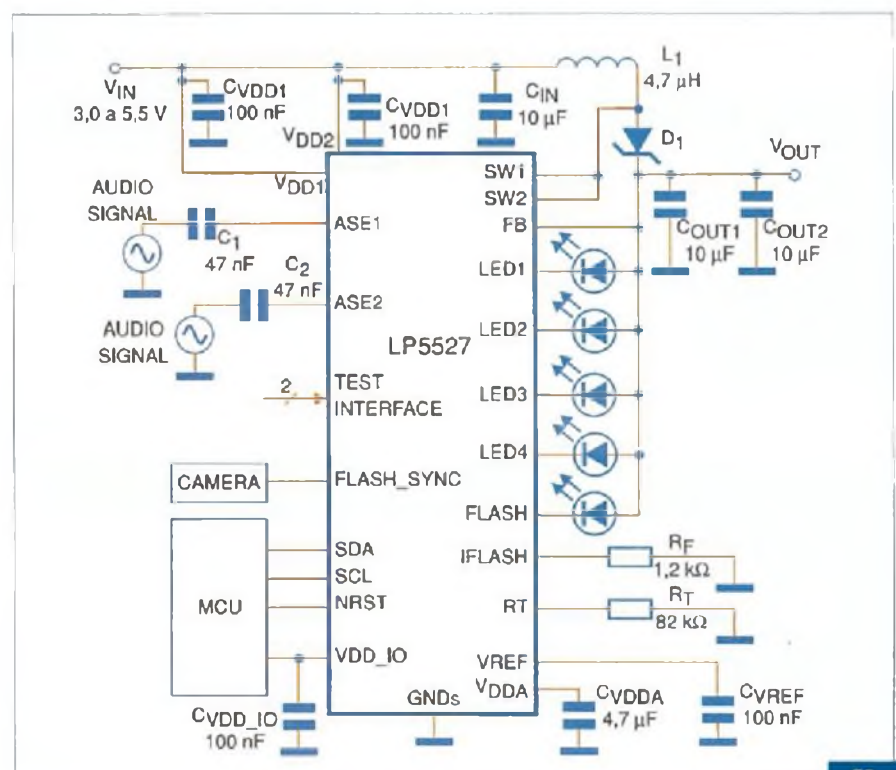 L1
4,7 µH
VIN
3,0 a 5,5 V
CVDD1
100 nF
VDD2
CVDD1
100 nF
CIN
10 µF
D1
VOUT
VDD1
SW1
SW2
FB
COUT1
10 µF
COUT2
10 µF
AUDIO
SIGNAL
C1
47 nF
ASE1
C2
47 nF
ASE2
AUDIO
SIGNAL
LP5527
LED1
LED2
LED3
LED4
FLASH
2
TEST
INTERFACE
CAMERA
FLASH_SYNC
IFLASH
RF
1,2 kΩ
MCU
SDA
SCL
NRST
VDD_IO
RT
RT
82 kΩ
VREF
VDDA
GNDs
CVDD_IO
100 nF
CVDDA
4,7 µF
CVREF
100 nF